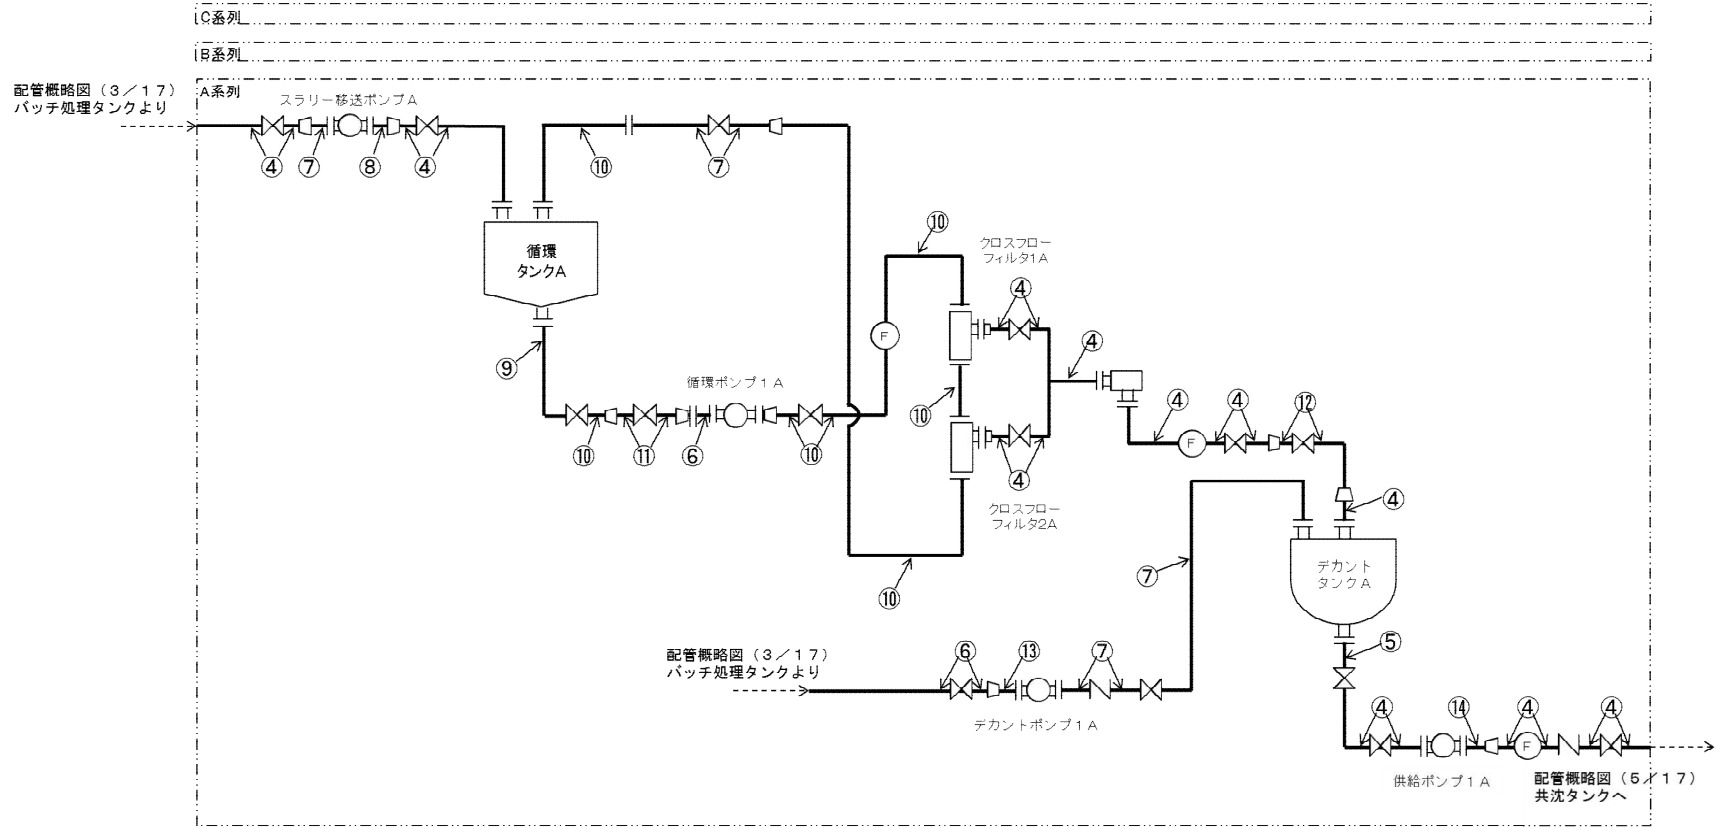 C系列
B系列
A系列
配管概略図（3／17）
バッチ処理タンクより
スラリー移送ポンプA
④
⑦
⑧
④
⑩
⑦
循環
タンクA
⑩
クロスフロー
フィルタ1A
④
F
④
⑨
循環ポンプ1A
⑩
④
④
⑫
F
⑩
⑪
⑥
⑩
④
④
クロスフロー
フィルタ2A
⑦
デカント
タンクA
⑩
⑤
配管概略図（3／17）
バッチ処理タンクより
⑥
⑬
⑦
デカントポンプ1A
④
⑭
④
④
F
供給ポンプ1A
配管概略図（5／17）
共沈タンクへ